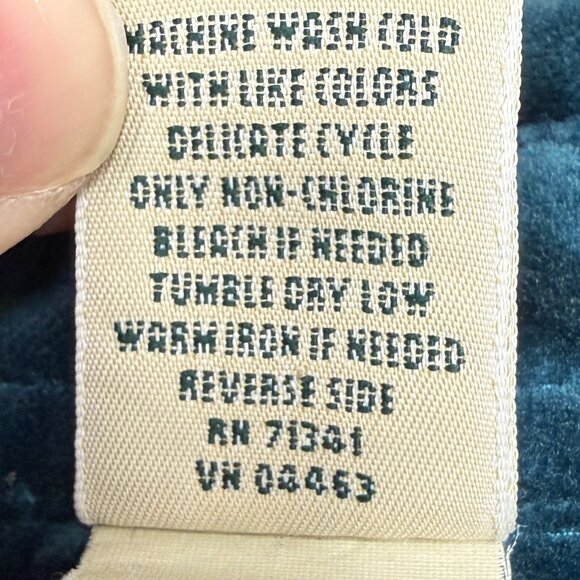 MACHINE WASH COLD
WITH LIKE COLORS
DELICATE CYCLE
ONLY NON-CHLORINE
BLEACH IF NEEDED
TUMBLE DRY LOW
WARM IRON IF NEEDED
REVERSE SIDE
RN 71341
VN 04463